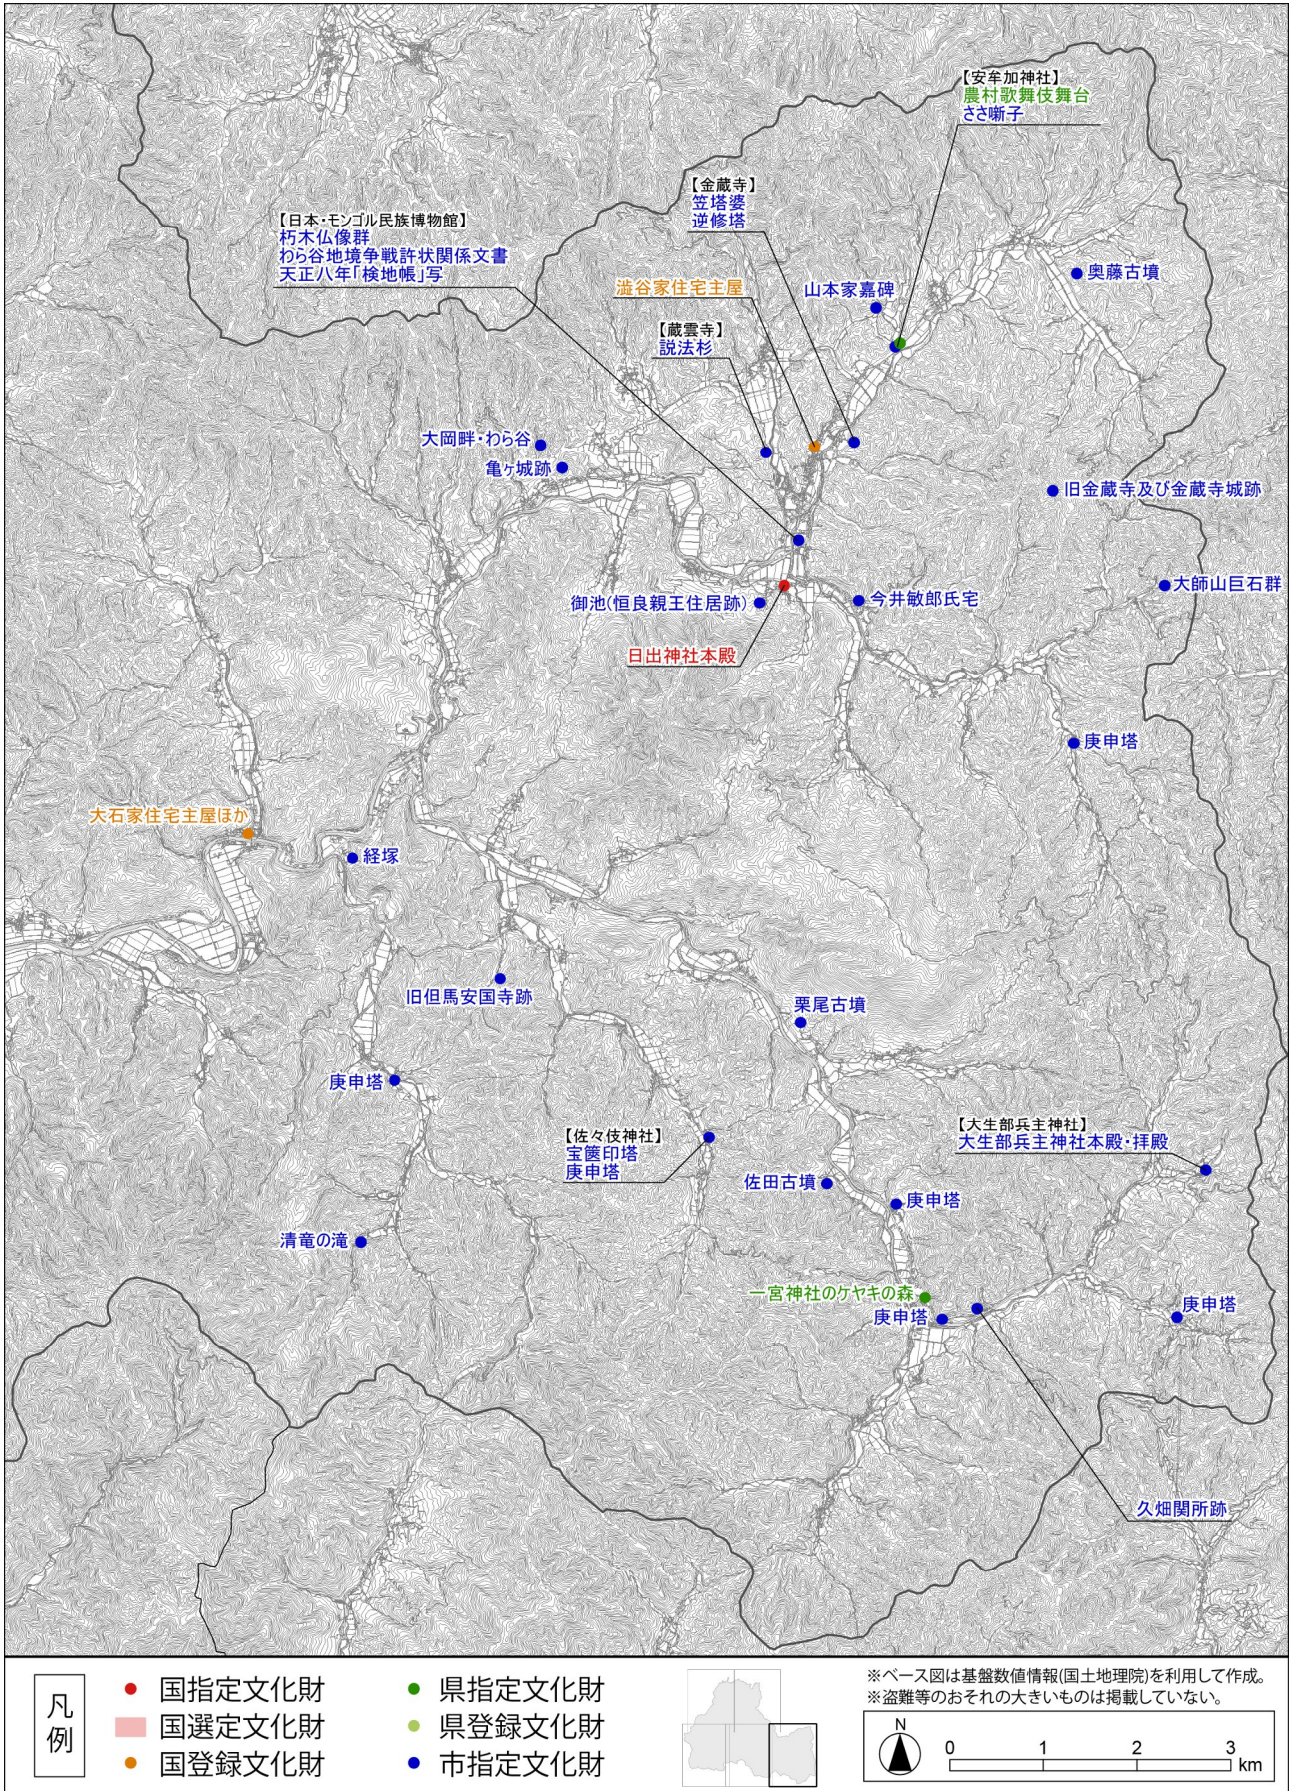 【安牟加神社】
農村歌舞伎舞台
ささ噺子
【金蔵寺】
笠塔婆
逆修塔
【日本・モンゴル民族博物館】
朽木仏像群
わら谷地境争戦許状関係文書
天正八年｢検地帳｣写
奥藤古墳
澁谷家住宅主屋
山本家嘉碑
【蔵雲寺】
説法杉
大岡畔・わら谷
亀ヶ城跡
旧金蔵寺及び金蔵寺城跡
大師山巨石群
御池(恒良親王住居跡)
今井敏郎氏宅
日出神社本殿
庚申塔
大石家住宅主屋ほか
経塚
旧但馬安国寺跡
栗尾古墳
庚申塔
【佐々伎神社】
宝篋印塔
庚申塔
【大生部兵主神社】
大生部兵主神社本殿・拝殿
佐田古墳
庚申塔
清竜の滝
一宮神社のケヤキの森
庚申塔
庚申塔
久畑関所跡
凡例
国指定文化財
国選定文化財
国登録文化財
県指定文化財
県登録文化財
市指定文化財
※ベース図は基盤数値情報(国土地理院)を利用して作成。
※盗難等のおそれの大きいものは掲載していない。
N
0 1 2 3 km